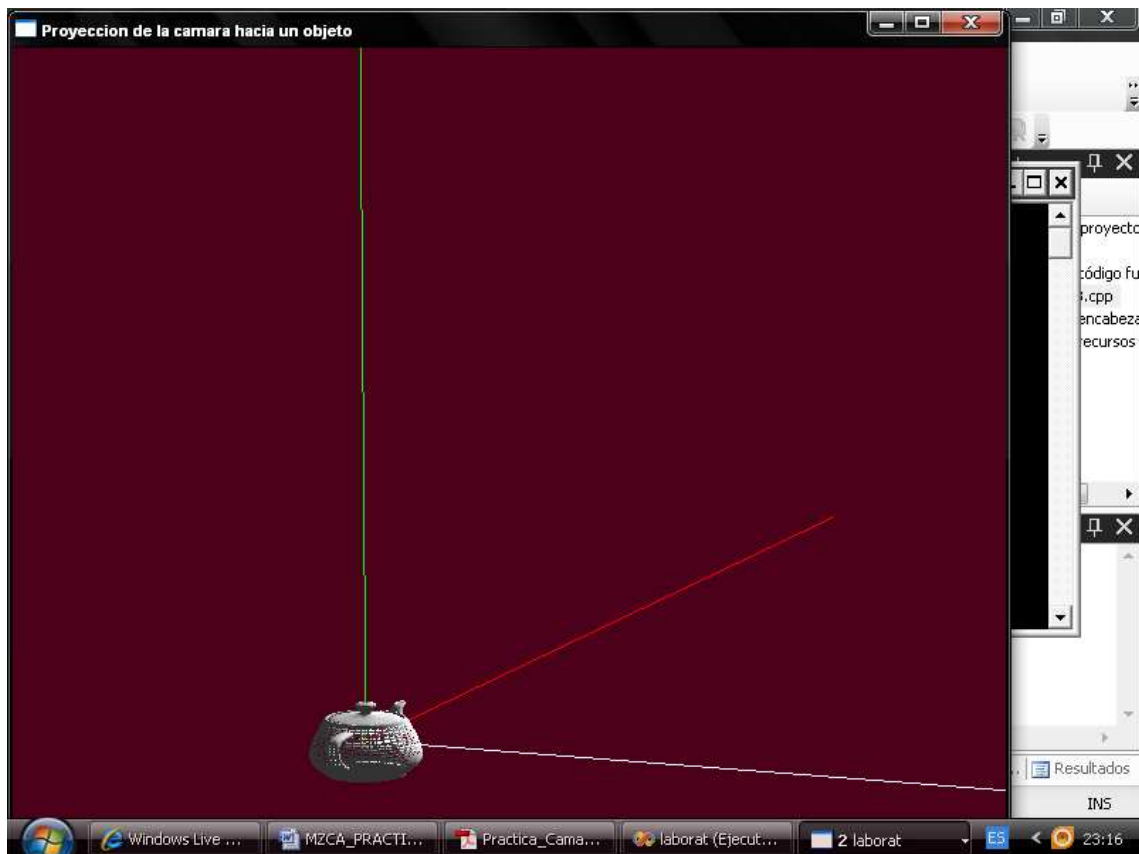 Proyeccion de la camara hacia un objeto
proyecto
código fu
.cpp
encabeza
recursos
.. Resultados
INS
Windows Live ...
MZCA_PRACTI...
Practica_Cama...
laborat (Ejecut...
2 laborat
ES
23:16